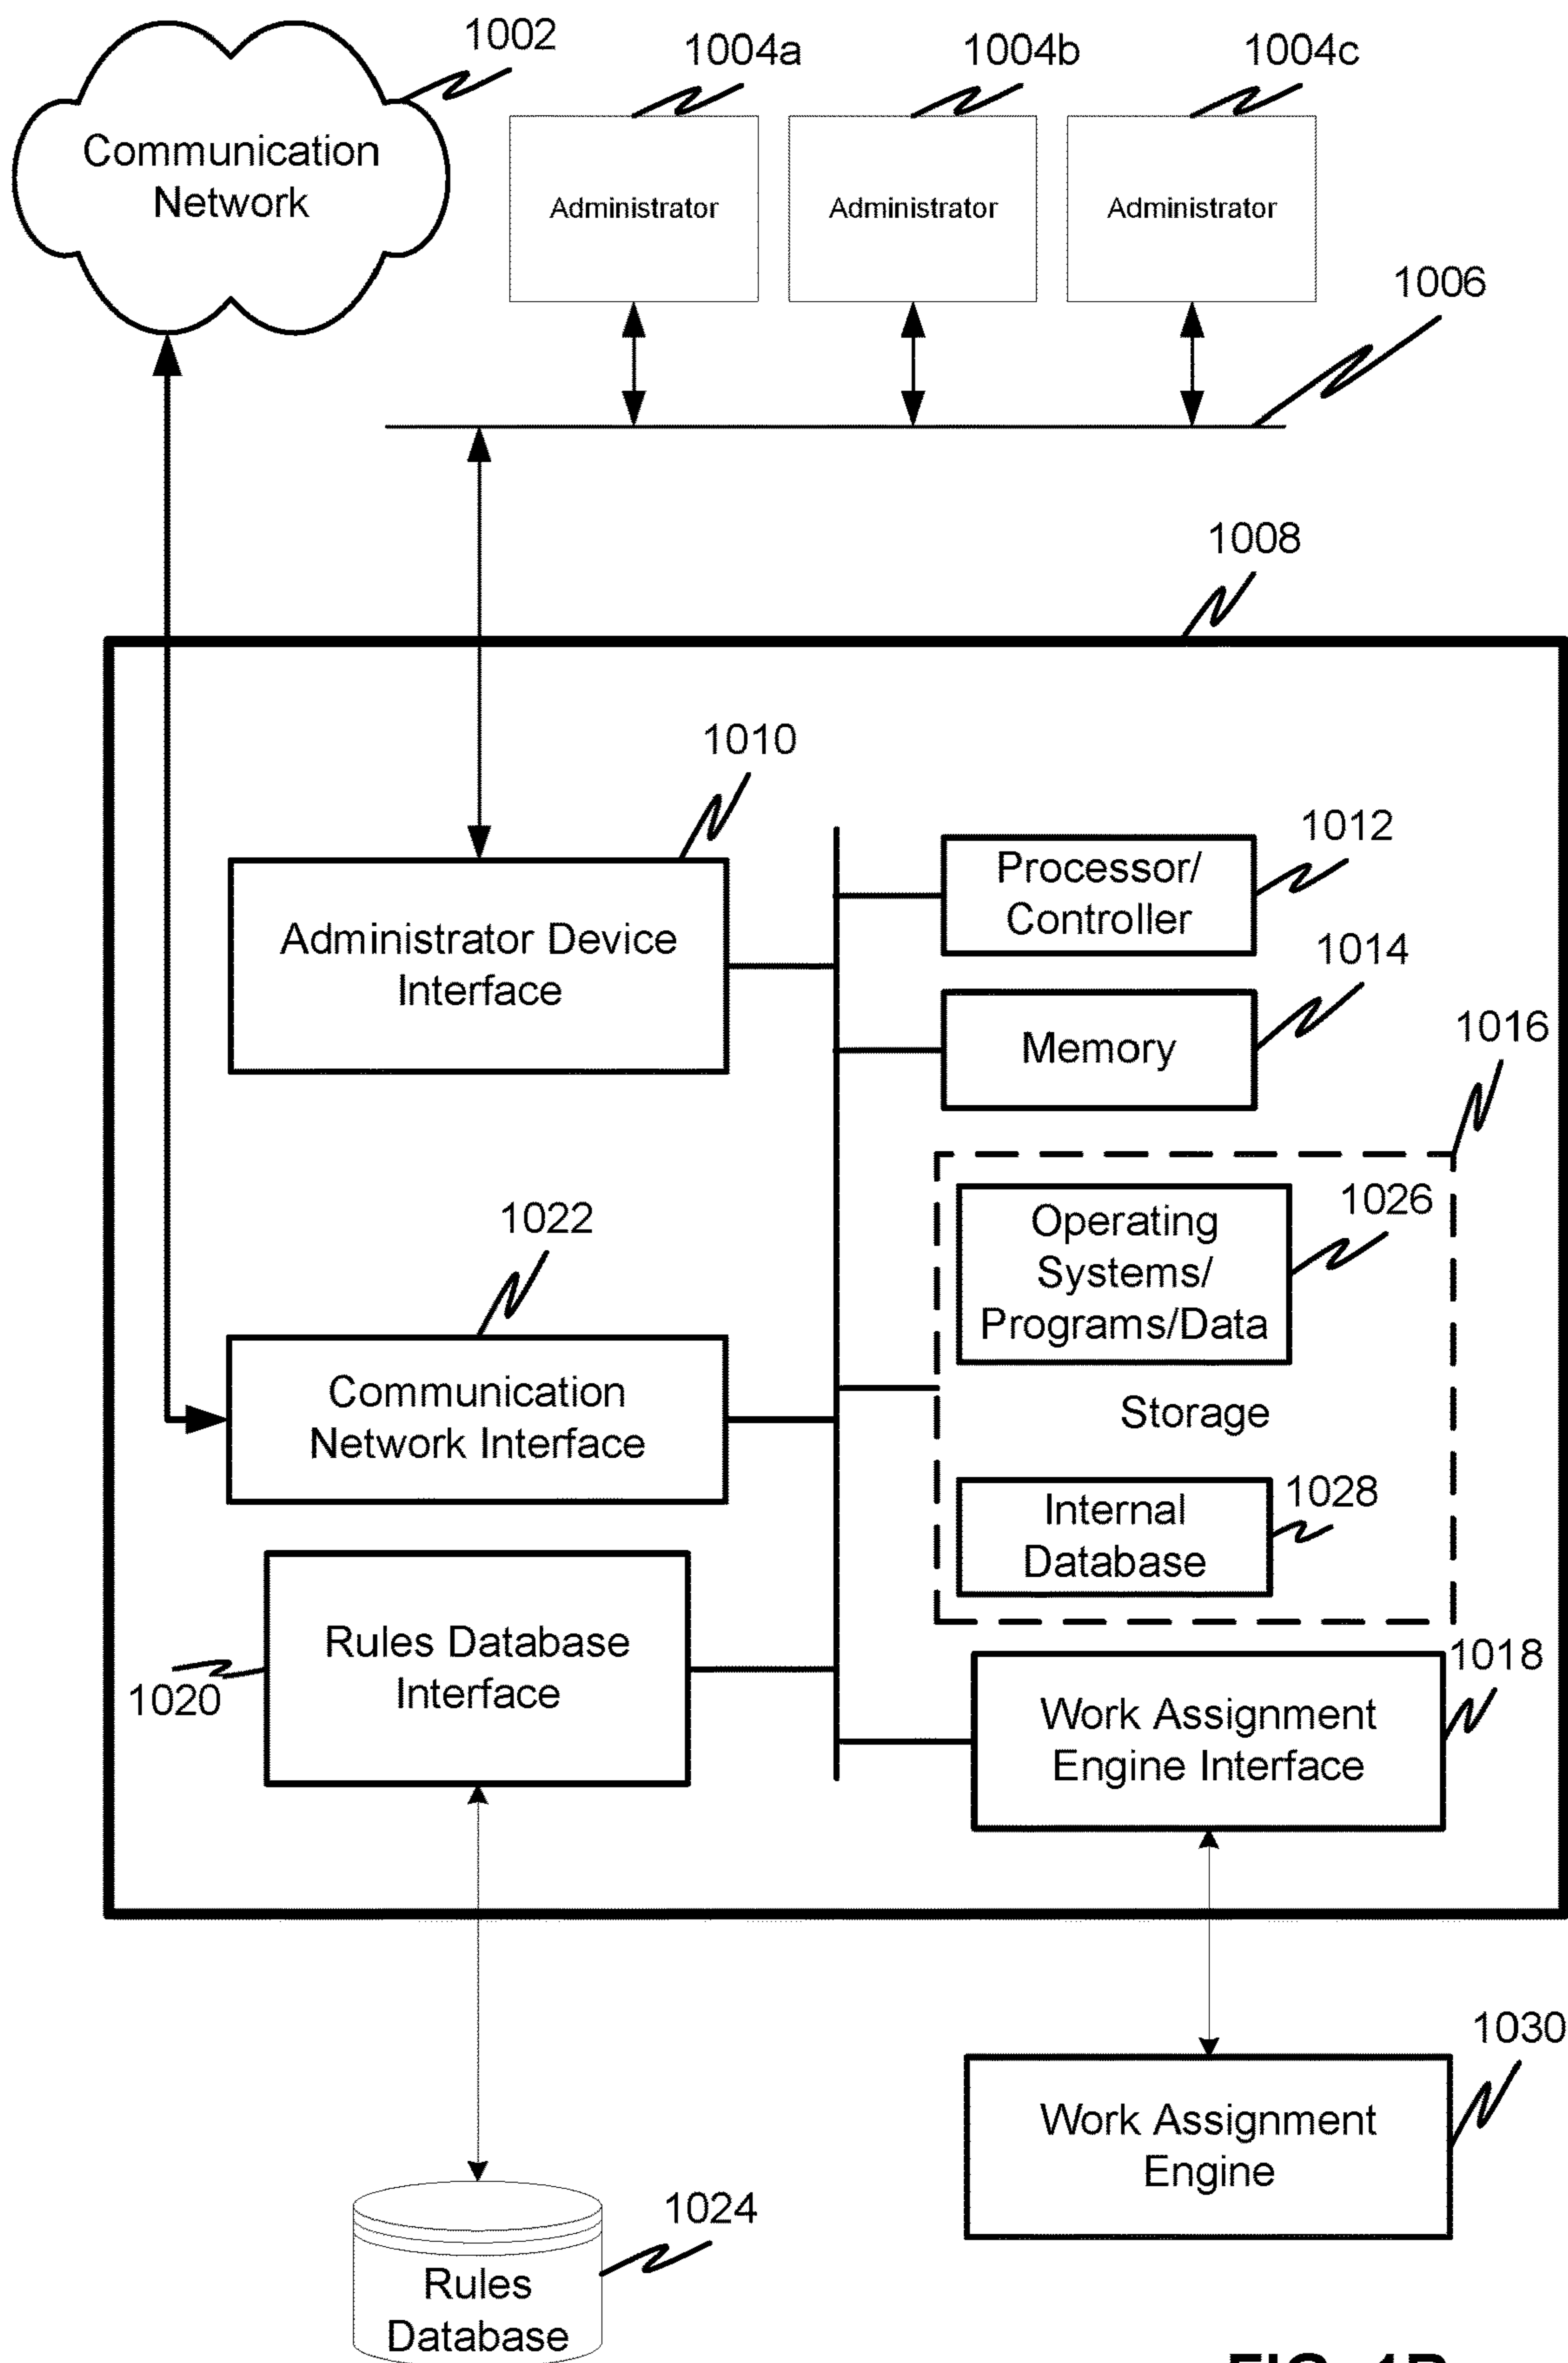 1002
1004a
1004b
1004c
Communication
Network
Administrator
Administrator
Administrator
1006
1008
1010
1012
Processor/
Controller
Administrator Device
Interface
1014
Memory
1016
1022
1026
Operating
Systems/
Programs/Data
Communication
Network Interface
Storage
1028
Internal
Database
Rules Database
Interface
1020
1018
Work Assignment
Engine Interface
1030
Work Assignment
Engine
1024
Rules
Database